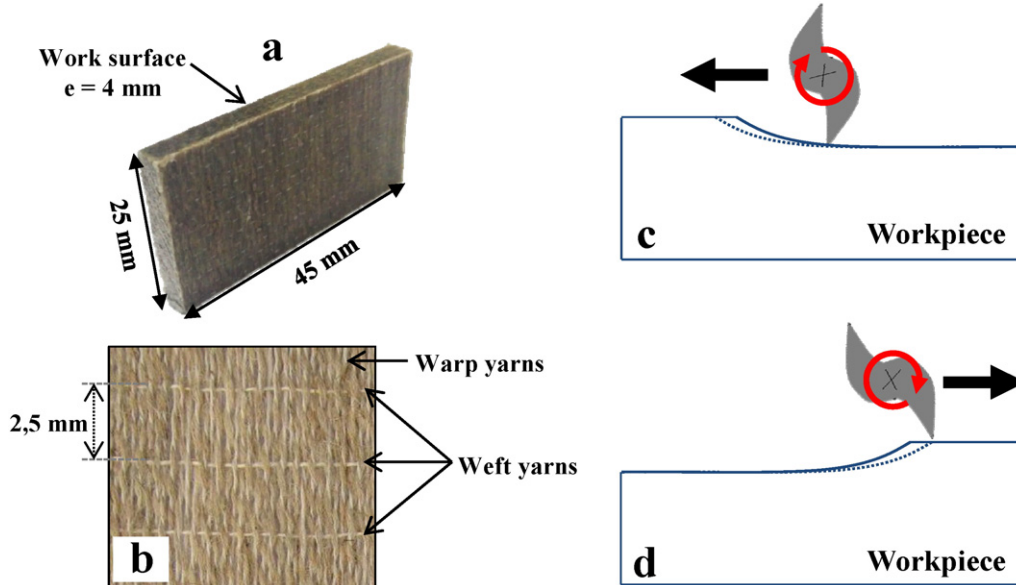 a
Work surface
e = 4 mm
25 mm
45 mm
b
Warp yarns
2,5 mm
Weft yarns
c
Workpiece
d
Workpiece